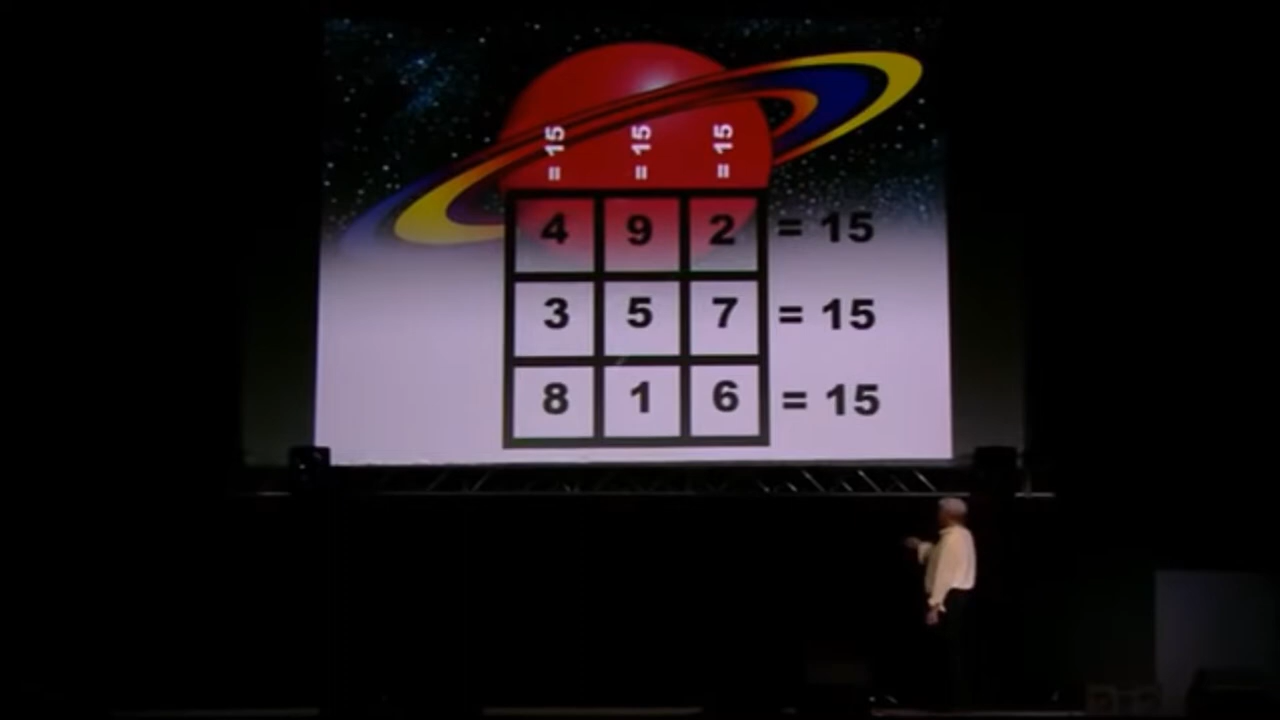 = 15 = 15 = 15
4 9 2 = 15
3 5 7 = 15
8 1 6 = 15